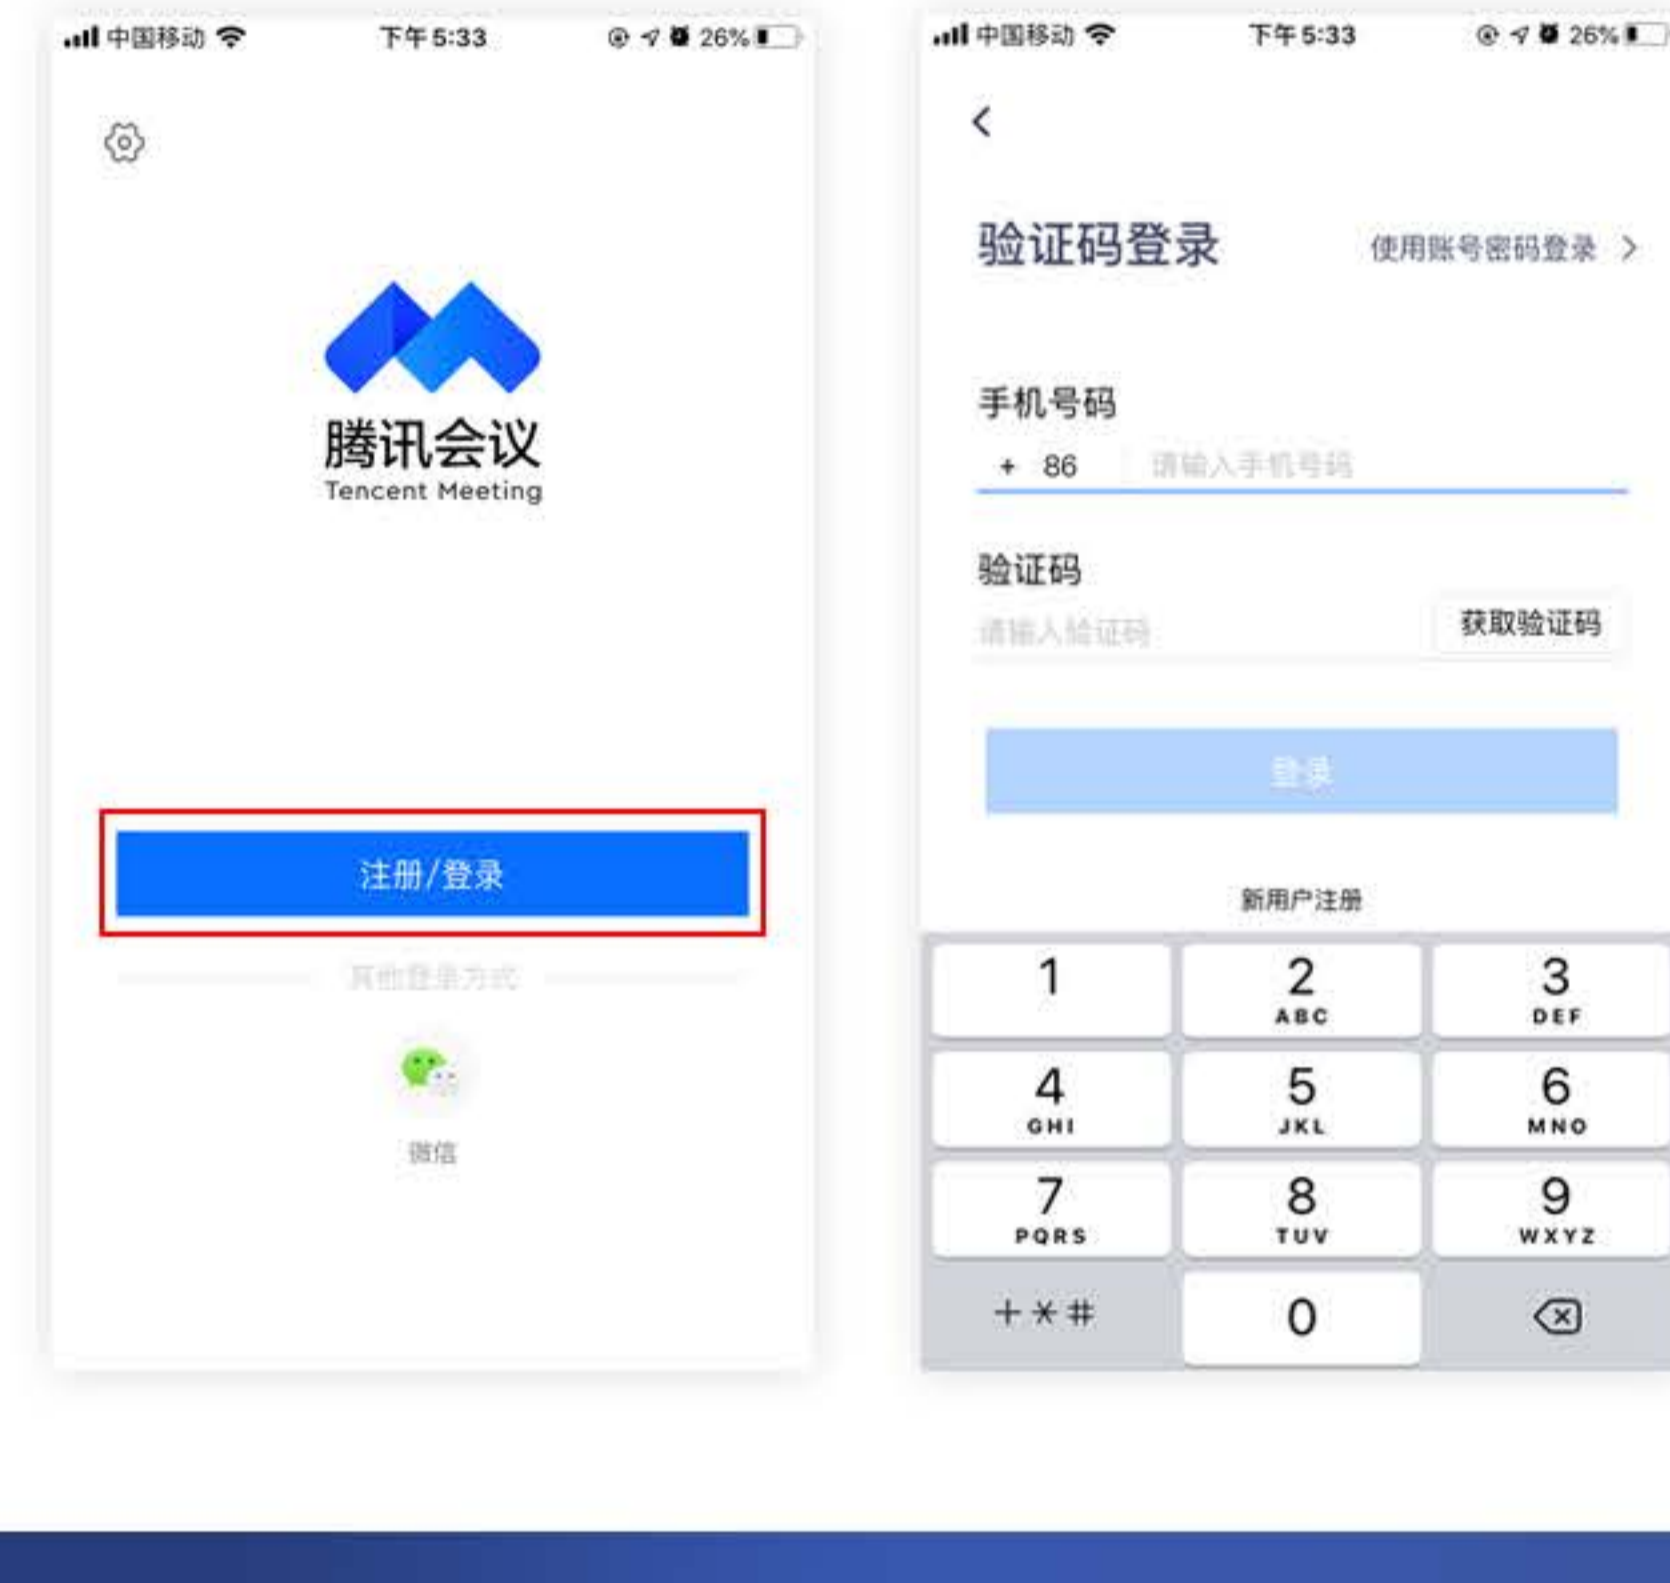 中国移动
下午5:33
26%
腾讯会议
Tencent Meeting
注册/登录
其他登录方式
微信
中国移动
下午5:33
26%
验证码登录
使用账号密码登录 >
手机号码
+ 86 请输入手机号码
验证码
请输入验证码
获取验证码
登录
新用户注册
1
2
ABC
3
DEF
4
GHI
5
JKL
6
MNO
7
PQRS
8
TUV
9
WXYZ
+*#
0